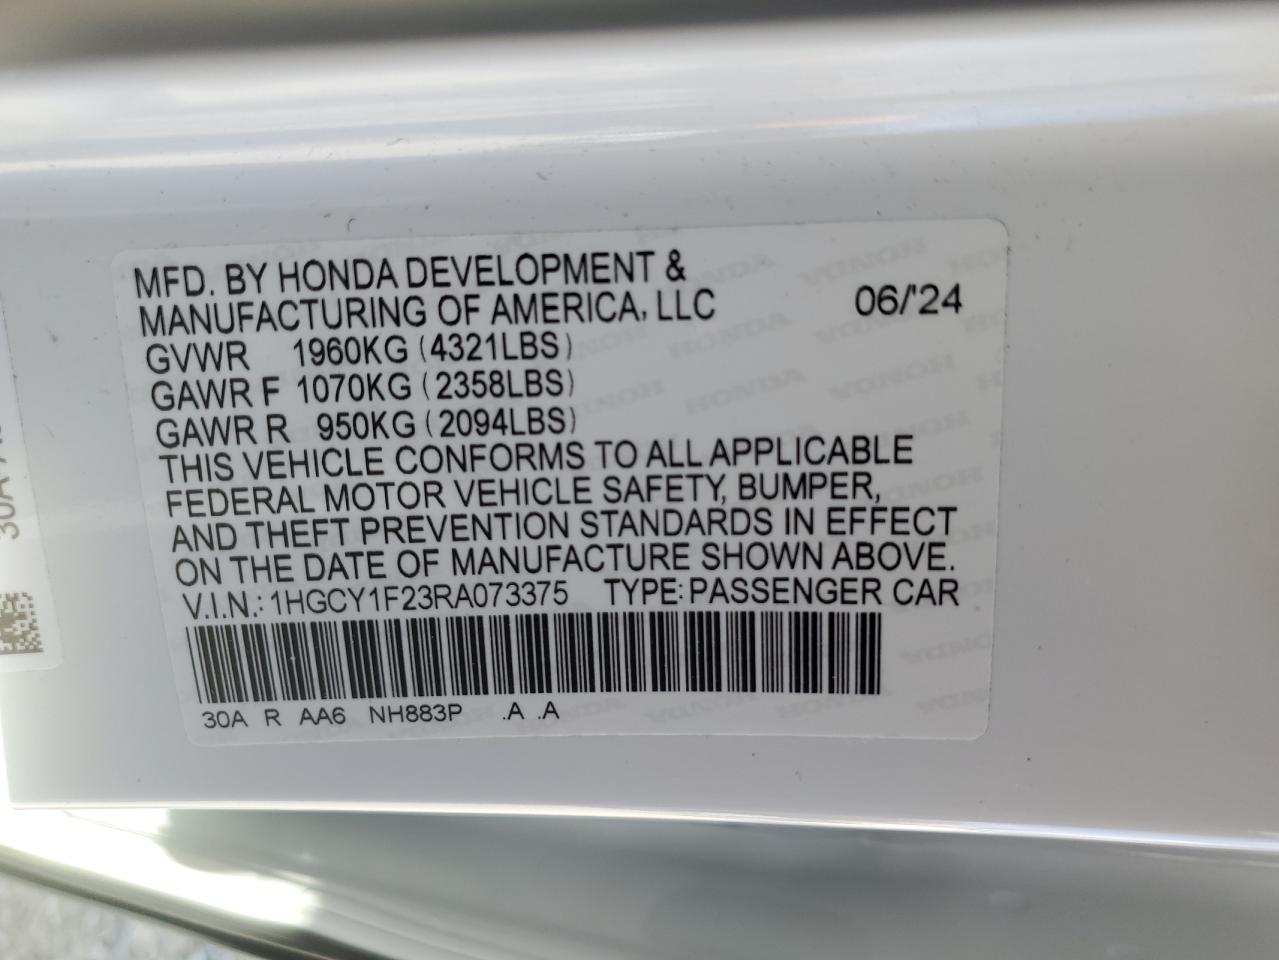 MFD. BY HONDA DEVELOPMENT &
MANUFACTURING OF AMERICA, LLC 06/'24
GVWR 1960KG (4321LBS)
GAWR F 1070KG (2358LBS)
GAWR R 950KG (2094LBS)
THIS VEHICLE CONFORMS TO ALL APPLICABLE
FEDERAL MOTOR VEHICLE SAFETY, BUMPER,
AND THEFT PREVENTION STANDARDS IN EFFECT
ON THE DATE OF MANUFACTURE SHOWN ABOVE.
V.I.N.: 1HGCY1F23RA073375 TYPE: PASSENGER CAR
30A R AA6 NH883P .A .A
30A